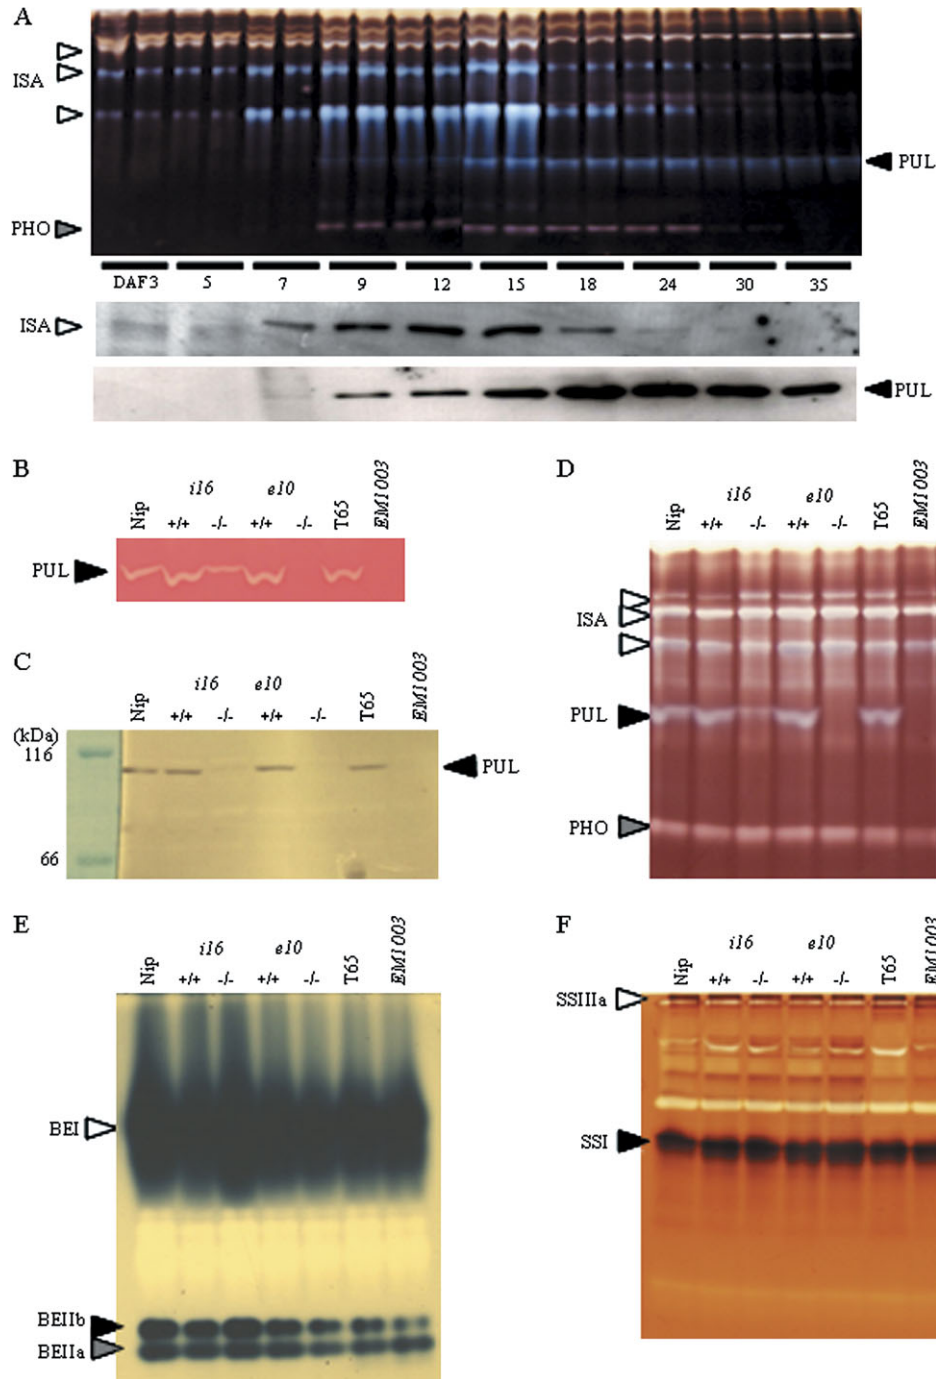 A
ISA
PUL
PHO
DAF3 5 7 9 12 15 18 24 30 35
ISA
PUL
B
i16 e10
Nip +/+ -/- +/+ -/- T65 EM1003
PUL
C
i16 e10
Nip +/+ -/- +/+ -/- T65 EM1003
(kDa)
116
PUL
66
D
i16 e10
Nip +/+ -/- +/+ -/- T65 EM1003
ISA
PUL
PHO
E
i16 e10
Nip +/+ -/- +/+ -/- T65 EM1003
BEI
BEIIb
BEIIa
F
i16 e10
Nip +/+ -/- +/+ -/- T65 EM1003
SSIIIa
SSI